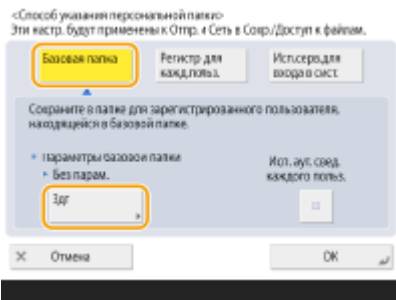 <Способ указания персональной папки>
Эти настр. будут применены к Отпр. и Сеть в Сохр./Доступ к файлам.
Базовая папка
Регистр для
кажд.польз.
Исп.серв.для
входа в сист.
Сохраните в папке для зарегистрированного пользователя,
находящейся в базовой папке.
Параметры базовой папки
Без парам.
Исп. аут. свед.
каждого польз.
Здг
Отмена
OK